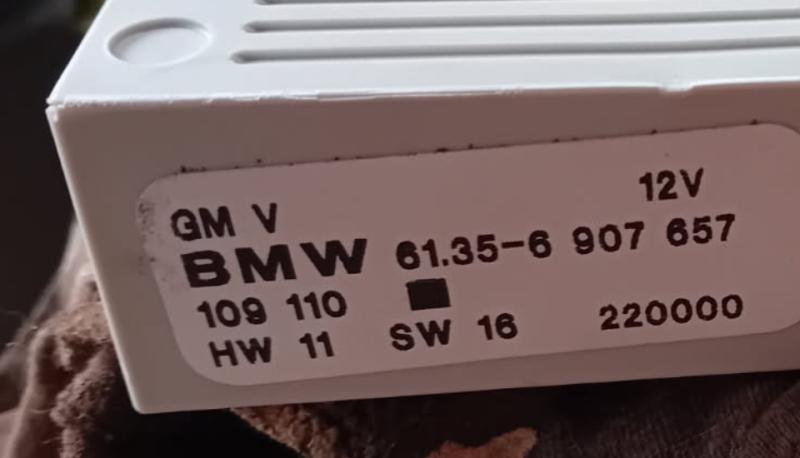 GM V 12V
BMW 61.35-6 907 657
109 110
HW 11 SW 16 220000